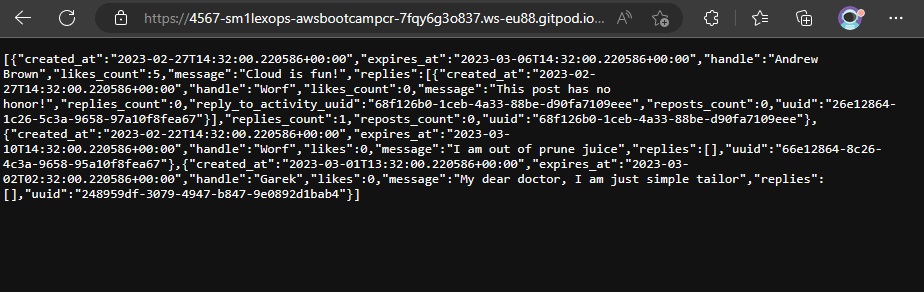 https://4567-sm1lexops-awsbootcampcr-7fqy6g3o837.ws-eu88.gitpod.io...
[{"created_at":"2023-02-27T14:32:00.220586+00:00","expires_at":"2023-03-06T14:32:00.220586+00:00","handle":"Andrew
Brown","likes_count":5,"message":"Cloud is fun!","replies":[{"created_at":"2023-02-
27T14:32:00.220586+00:00","handle":"Worf","likes_count":0,"message":"This post has no
honor!","replies_count":0,"reply_to_activity_uuid":"68f126b0-1ceb-4a33-88be-d90fa7109eee","reposts_count":0,"uuid":"26e12864-
1c26-5c3a-9658-97a10f8fea67"}],"replies_count":1,"reposts_count":0,"uuid":"68f126b0-1ceb-4a33-88be-d90fa7109eee"},
{"created_at":"2023-02-22T14:32:00.220586+00:00","expires_at":"2023-03-
10T14:32:00.220586+00:00","handle":"Worf","likes":0,"message":"I am out of prune juice","replies":[],"uuid":"66e12864-8c26-
4c3a-9658-95a10f8fea67"},{"created_at":"2023-03-01T13:32:00.220586+00:00","expires_at":"2023-03-
02T02:32:00.220586+00:00","handle":"Garek","likes":0,"message":"My dear doctor, I am just simple tailor","replies":
[],"uuid":"248959df-3079-4947-b847-9e0892d1bab4"}]